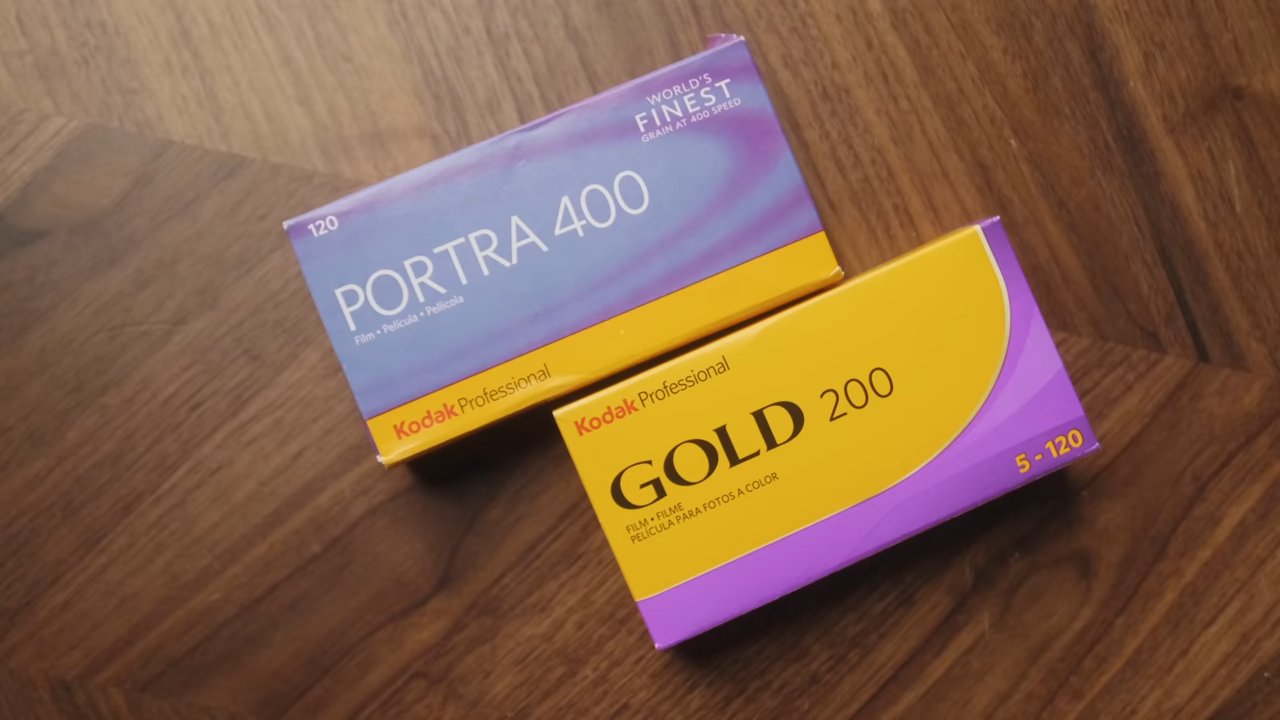 WORLD'S
FINEST
GRAIN AT 400 SPEED
120
PORTRA 400
Film • Película • Pellicola
Kodak Professional
Kodak Professional
GOLD 200
FILM • FILME
PELÍCULA PARA FOTOS A COLOR
5 - 120